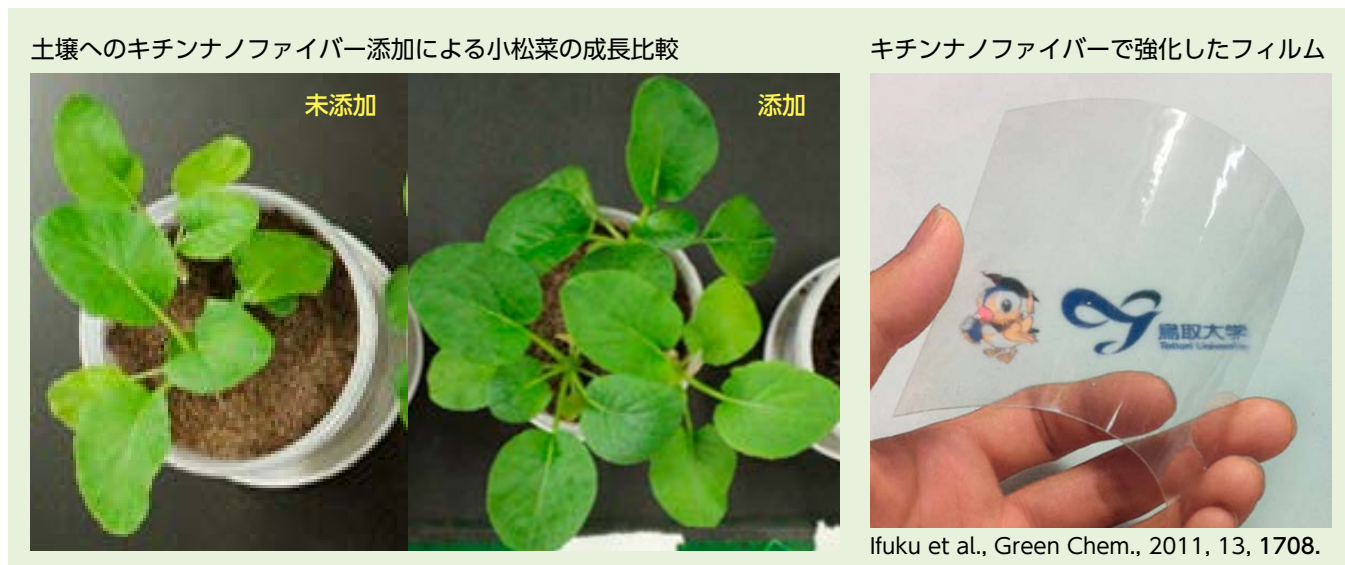 土壌へのキチンナノファイバー添加による小松菜の成長比較
未添加
添加
キチンナノファイバーで強化したフィルム
鳥取大学
Tottori University
Ifuku et al., Green Chem., 2011, 13, 1708.